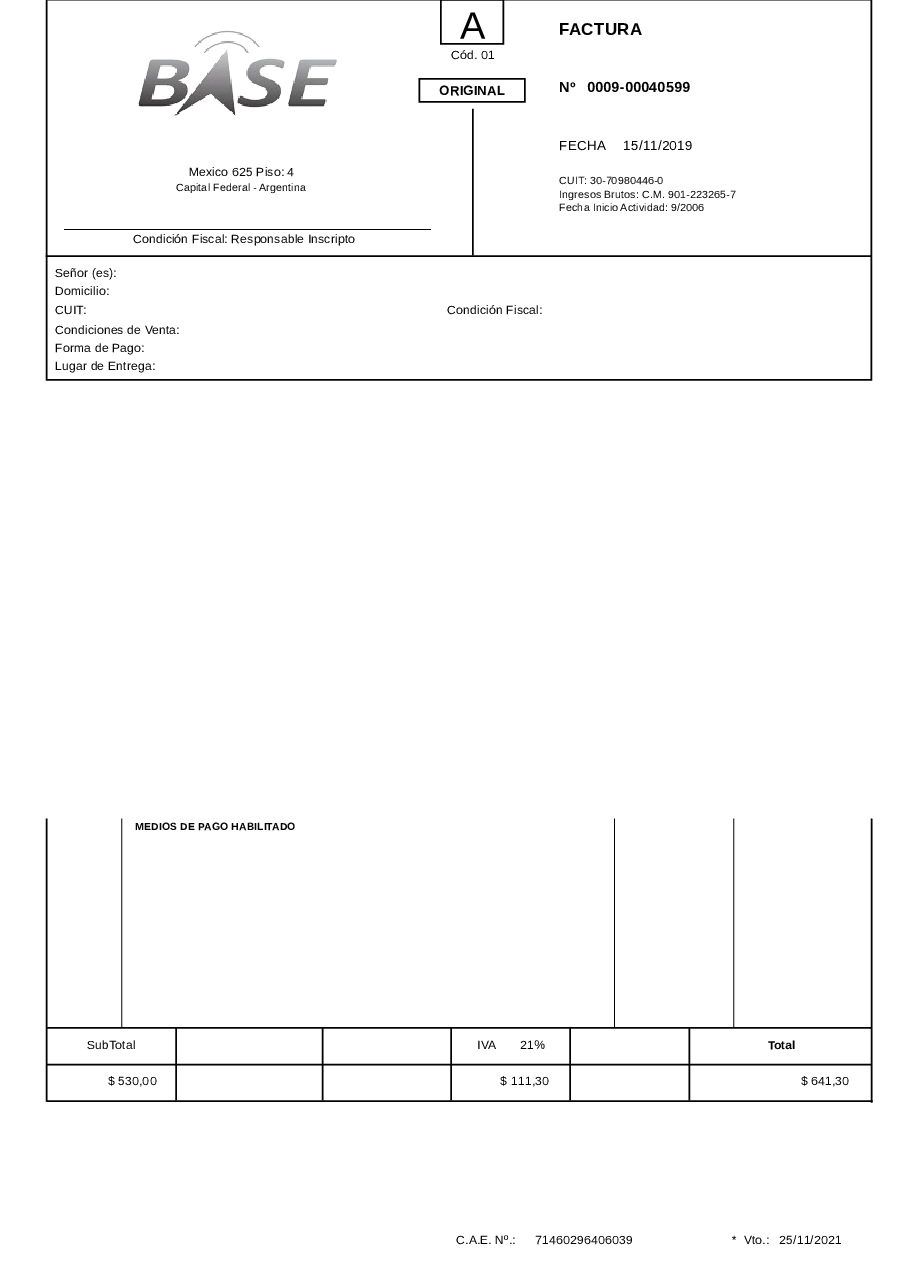 A
FACTURA
Cód. 01
BASE
ORIGINAL
Nº 0009-00040599
FECHA 15/11/2019
Mexico 625 Piso: 4
Capital Federal - Argentina
CUIT: 30-70980446-0
Ingresos Brutos: C.M. 901-223265-7
Fecha Inicio Actividad: 9/2006
Condición Fiscal: Responsable Inscripto
Señor (es):
Domicilio:
CUIT: Condición Fiscal:
Condiciones de Venta:
Forma de Pago:
Lugar de Entrega:
MEDIOS DE PAGO HABILITADO
SubTotal IVA 21% Total
$ 530,00 $ 111,30 $ 641,30
C.A.E. Nº.: 71460296406039 * Vto.: 25/11/2021